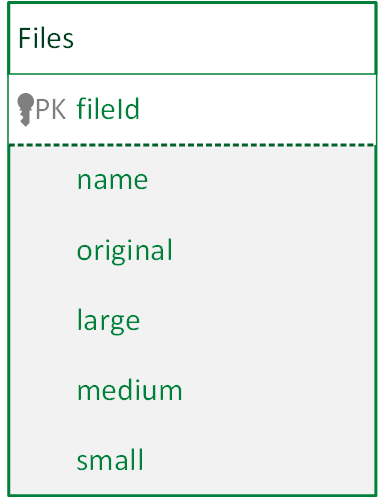 Files
PK fileId
name
original
large
medium
small